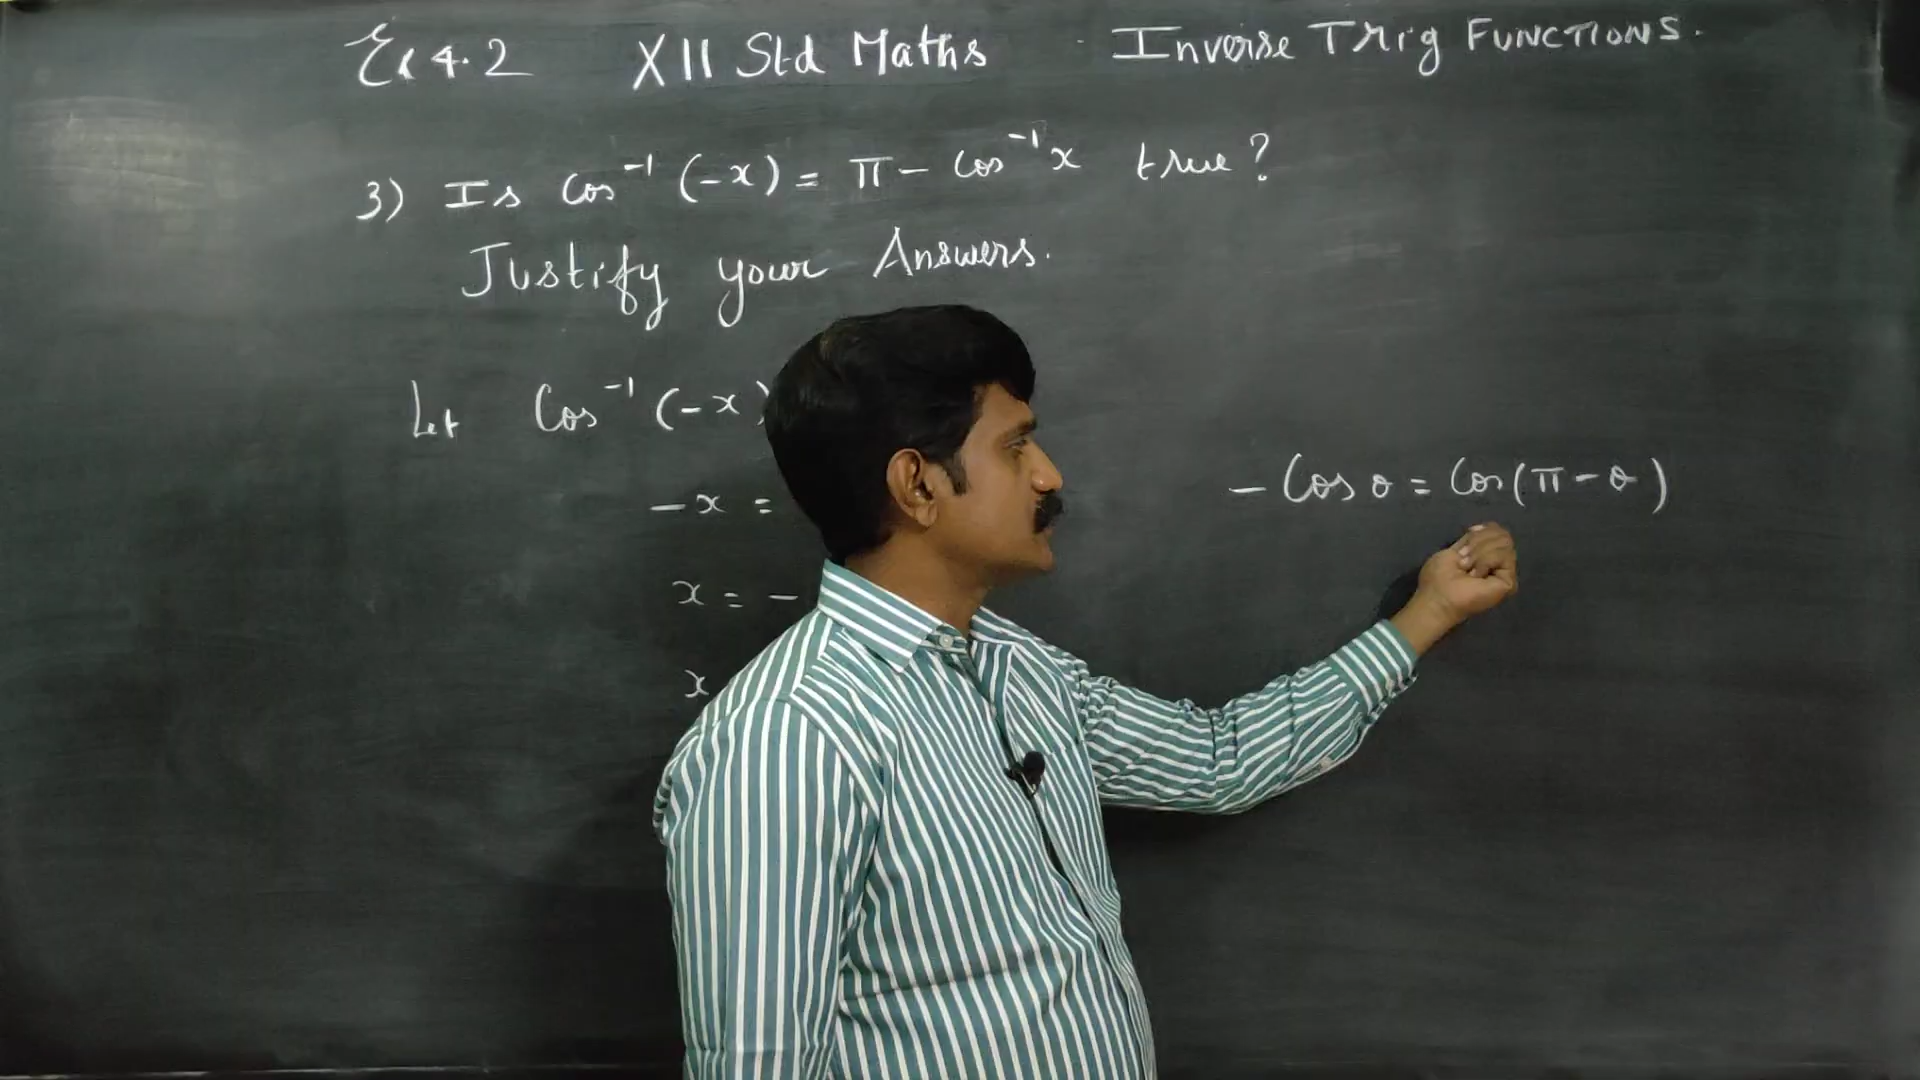 Ex 4.2 XII Std Maths Inverse Trig FUNCTIONS.
3) Is Cos⁻¹(-x) = π - Cos⁻¹x true?
Justify your Answers.
Let Cos⁻¹(-x)
-x =
- Cos θ = Cos(π - θ)
x = -
x